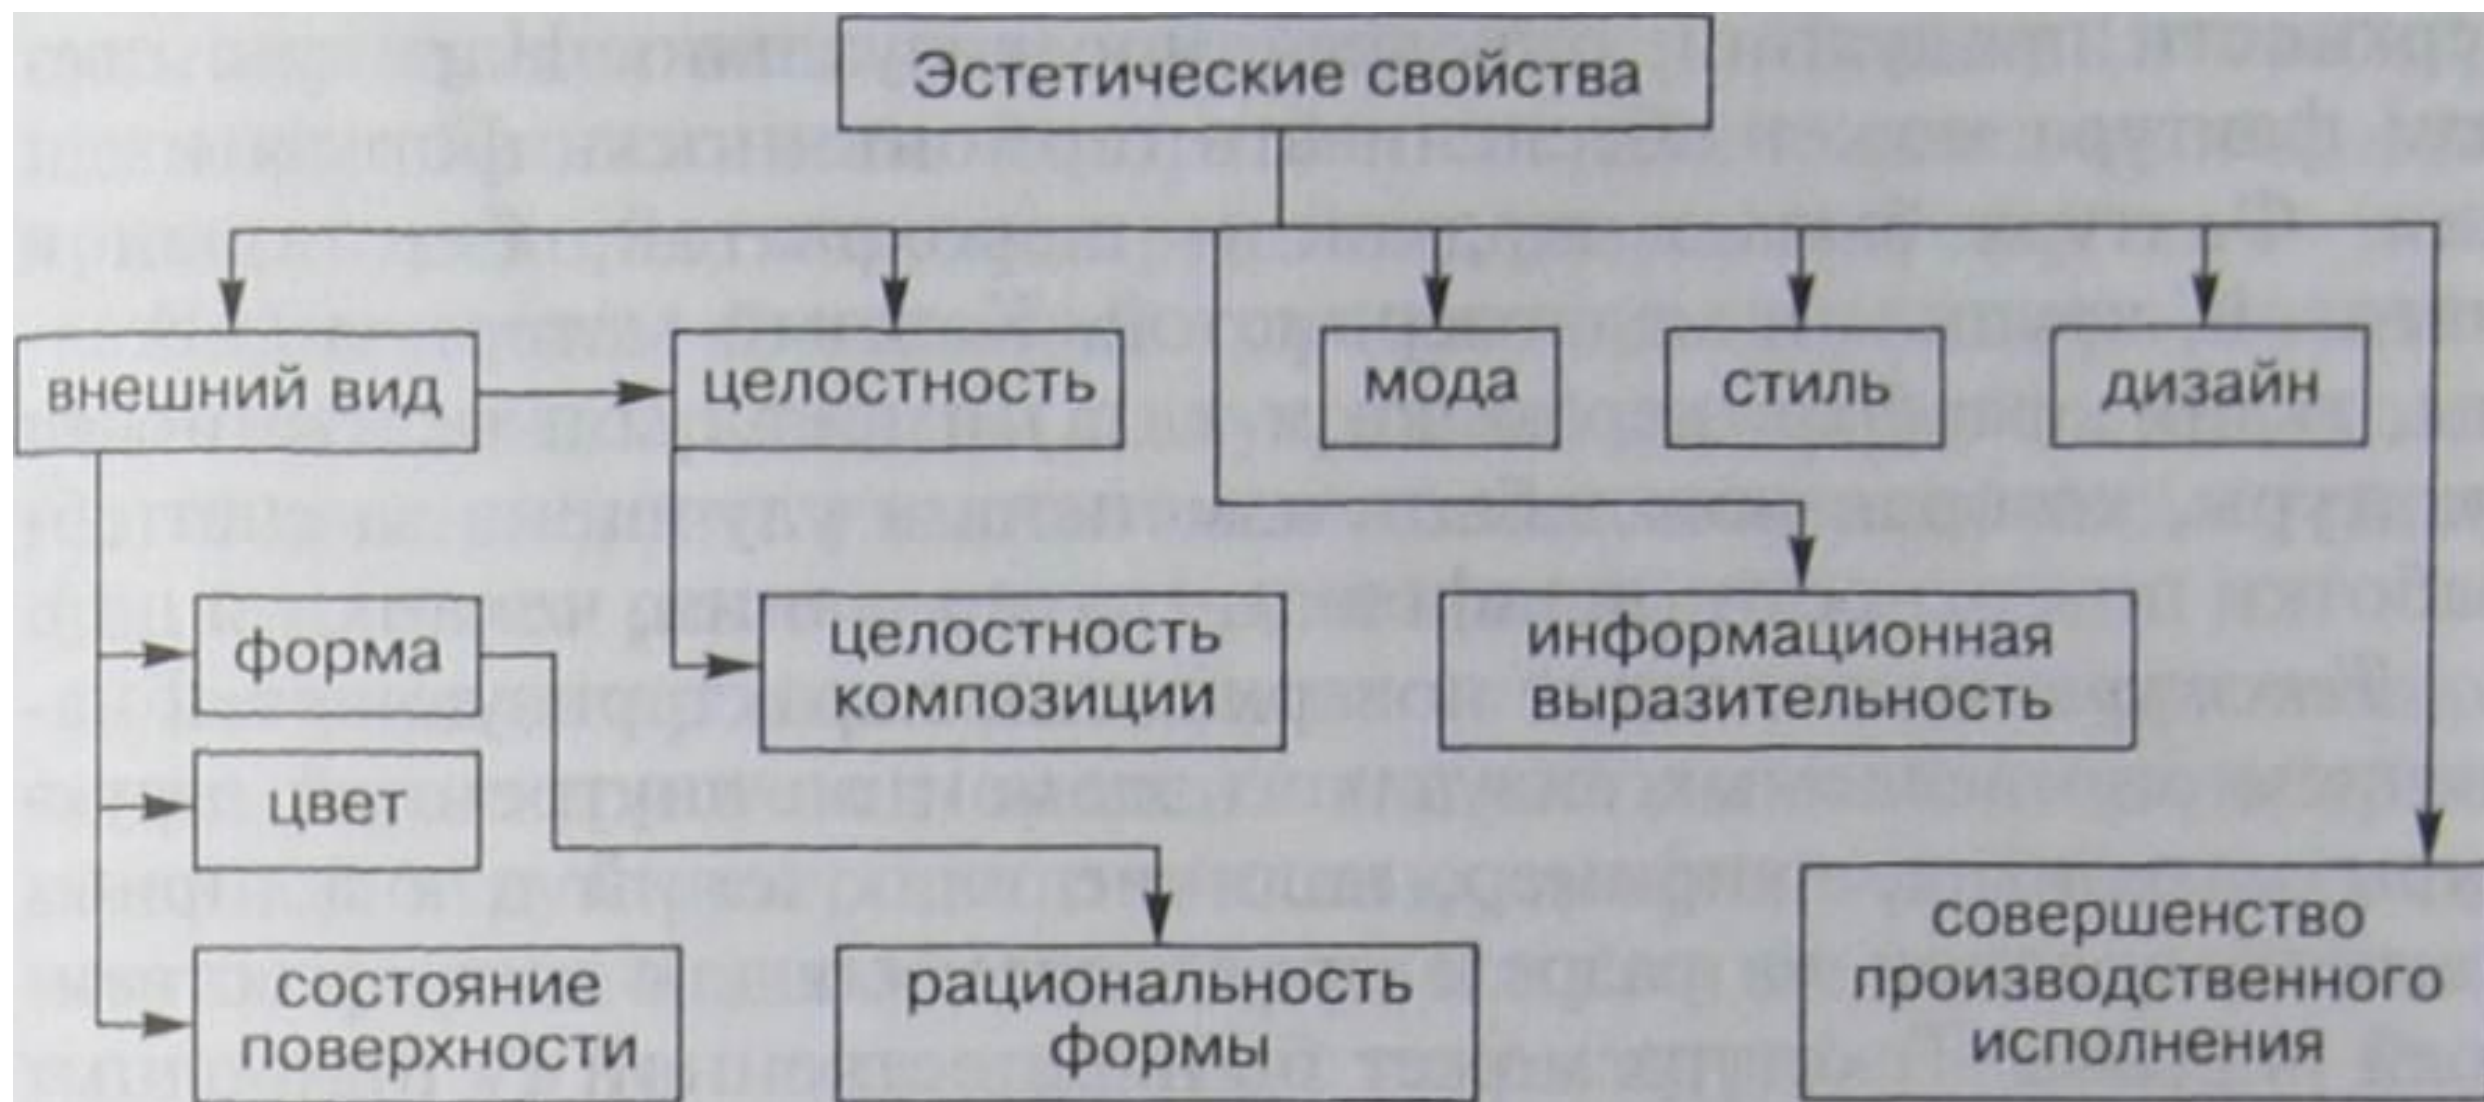 Эстетические свойства
внешний вид
целостность
мода
стиль
дизайн
форма
целостность
композиции
информационная
выразительность
цвет
состояние
поверхности
рациональность
формы
совершенство
производственного
исполнения